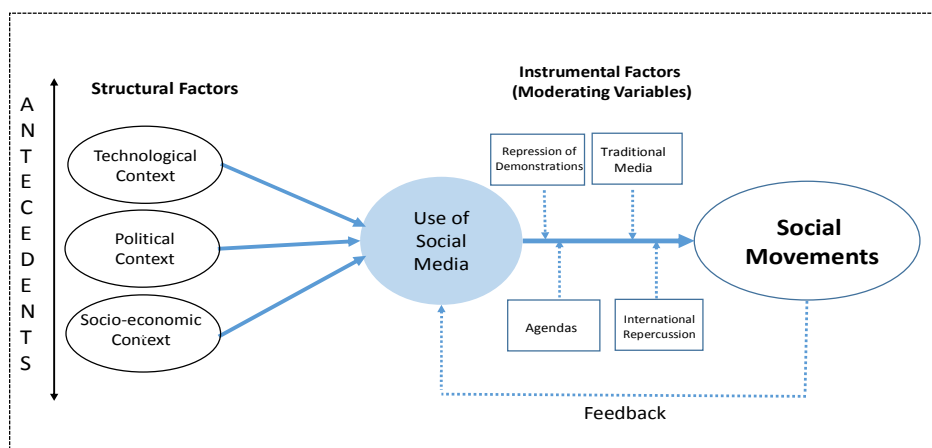 ANTECEDENTS
Structural Factors
Technological
Context
Political
Context
Socio-economic
Context
Use of
Social
Media
Instrumental Factors
(Moderating Variables)
Repression of
Demonstrations
Traditional
Media
Agendas
International
Repercussion
Social
Movements
Feedback